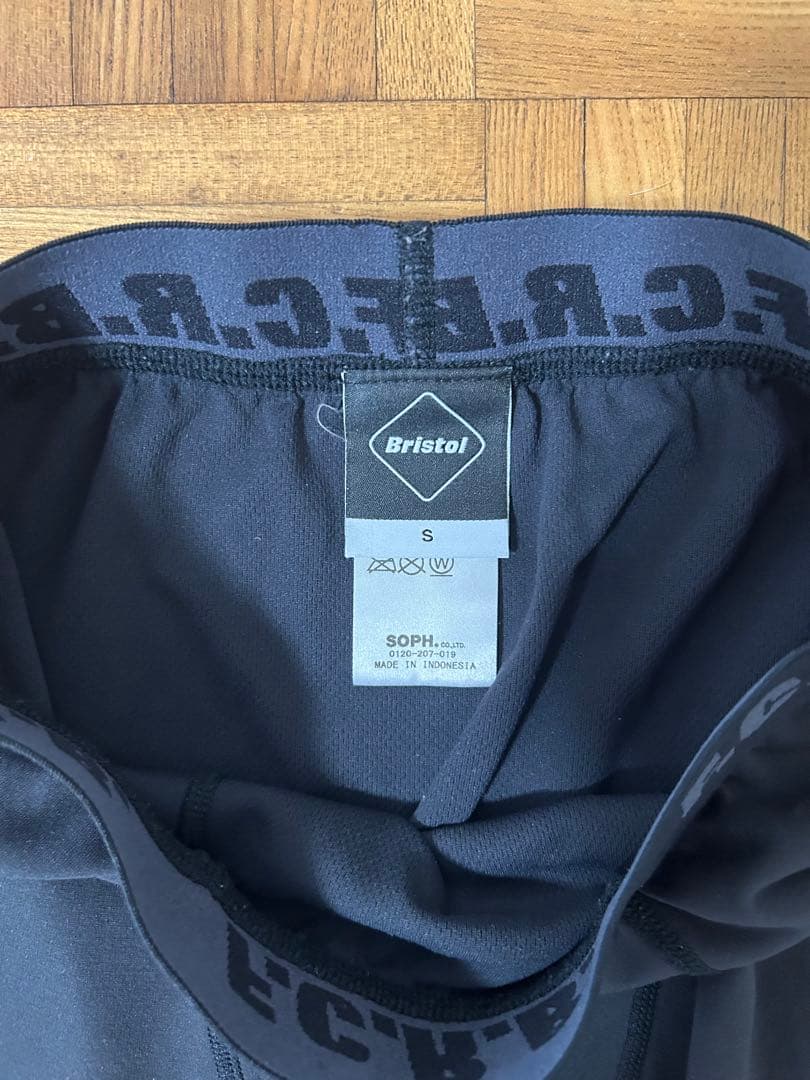 F.C.R.B.
F.C.R.B.
F.C.
Bristol
S
W
SOPH.CO.,LTD.
0120-207-019
MADE IN INDONESIA
F.C.
F.C.R.B